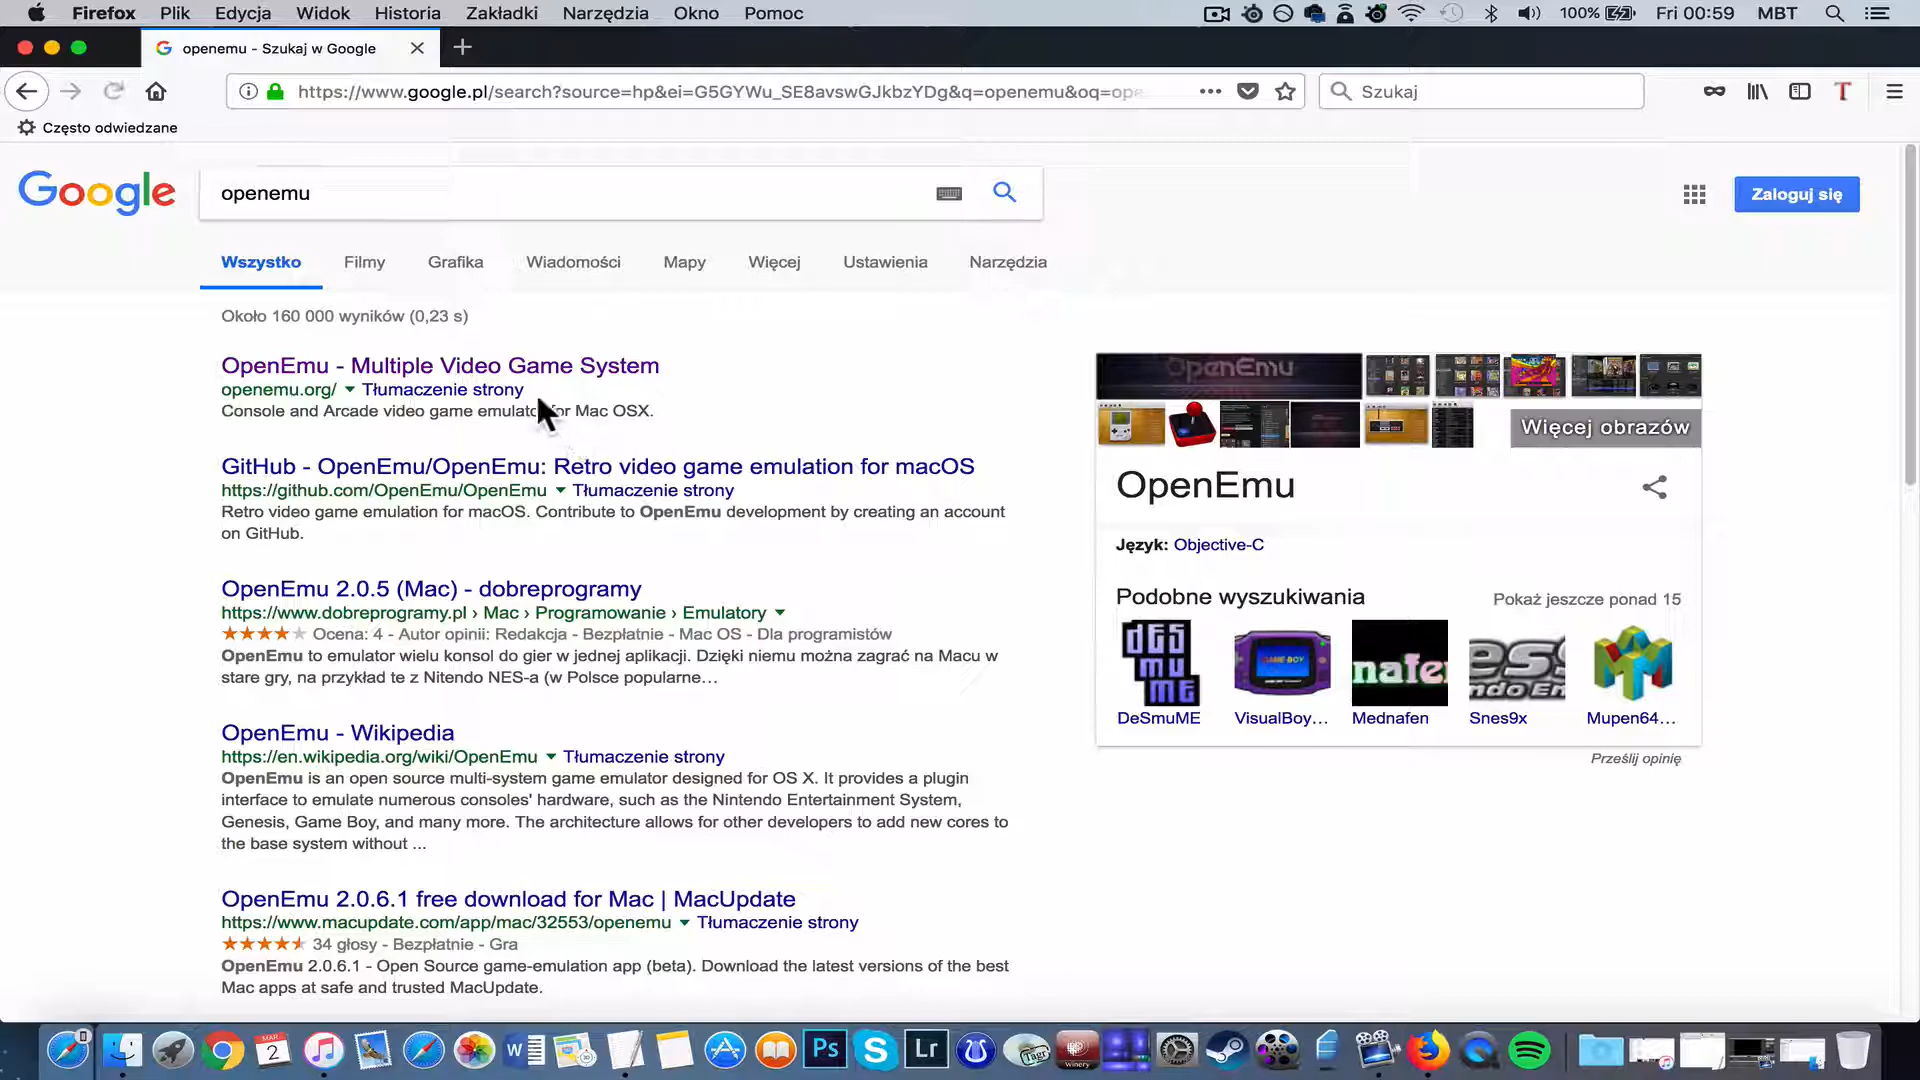 Firefox Plik Edycja Widok Historia Zakładki Narzędzia Okno Pomoc 100% Fri 00:59 MBT
openemu - Szukaj w Google
https://www.google.pl/search?source=hp&ei=G5GYWu_SE8avswGJkbzYDg&q=openemu&oq=ope
Szukaj
Często odwiedzane
Google
openemu
Zaloguj się
Wszystko Filmy Grafika Wiadomości Mapy Więcej Ustawienia Narzędzia
Około 160 000 wyników (0,23 s)
OpenEmu - Multiple Video Game System
openemu.org/ Tłumaczenie strony
Console and Arcade video game emulator for Mac OSX.
GitHub - OpenEmu/OpenEmu: Retro video game emulation for macOS
https://github.com/OpenEmu/OpenEmu Tłumaczenie strony
Retro video game emulation for macOS. Contribute to OpenEmu development by creating an account
on GitHub.
OpenEmu 2.0.5 (Mac) - dobreprogramy
https://www.dobreprogramy.pl › Mac › Programowanie › Emulatory
Ocena: 4 - Autor opinii: Redakcja - Bezpłatnie - Mac OS - Dla programistów
OpenEmu to emulator wielu konsol do gier w jednej aplikacji. Dzięki niemu można zagrać na Macu w
stare gry, na przykład te z Nitendo NES-a (w Polsce popularne...
OpenEmu - Wikipedia
https://en.wikipedia.org/wiki/OpenEmu Tłumaczenie strony
OpenEmu is an open source multi-system game emulator designed for OS X. It provides a plugin
interface to emulate numerous consoles' hardware, such as the Nintendo Entertainment System,
Genesis, Game Boy, and many more. The architecture allows for other developers to add new cores to
the base system without ...
OpenEmu 2.0.6.1 free download for Mac | MacUpdate
https://www.macupdate.com/app/mac/32553/openemu Tłumaczenie strony
34 głosy - Bezpłatnie - Gra
OpenEmu 2.0.6.1 - Open Source game-emulation app (beta). Download the latest versions of the best
Mac apps at safe and trusted MacUpdate.
OpenEmu
Więcej obrazów
OpenEmu
Język: Objective-C
Podobne wyszukiwania Pokaż jeszcze ponad 15
DeSmuME
GAME BOY
DeSmuME VisualBoy... Mednafen Snes9x Mupen64...
Prześlij opinię
MAR
2
W
Ps
S
Lr
Tagr
Winery